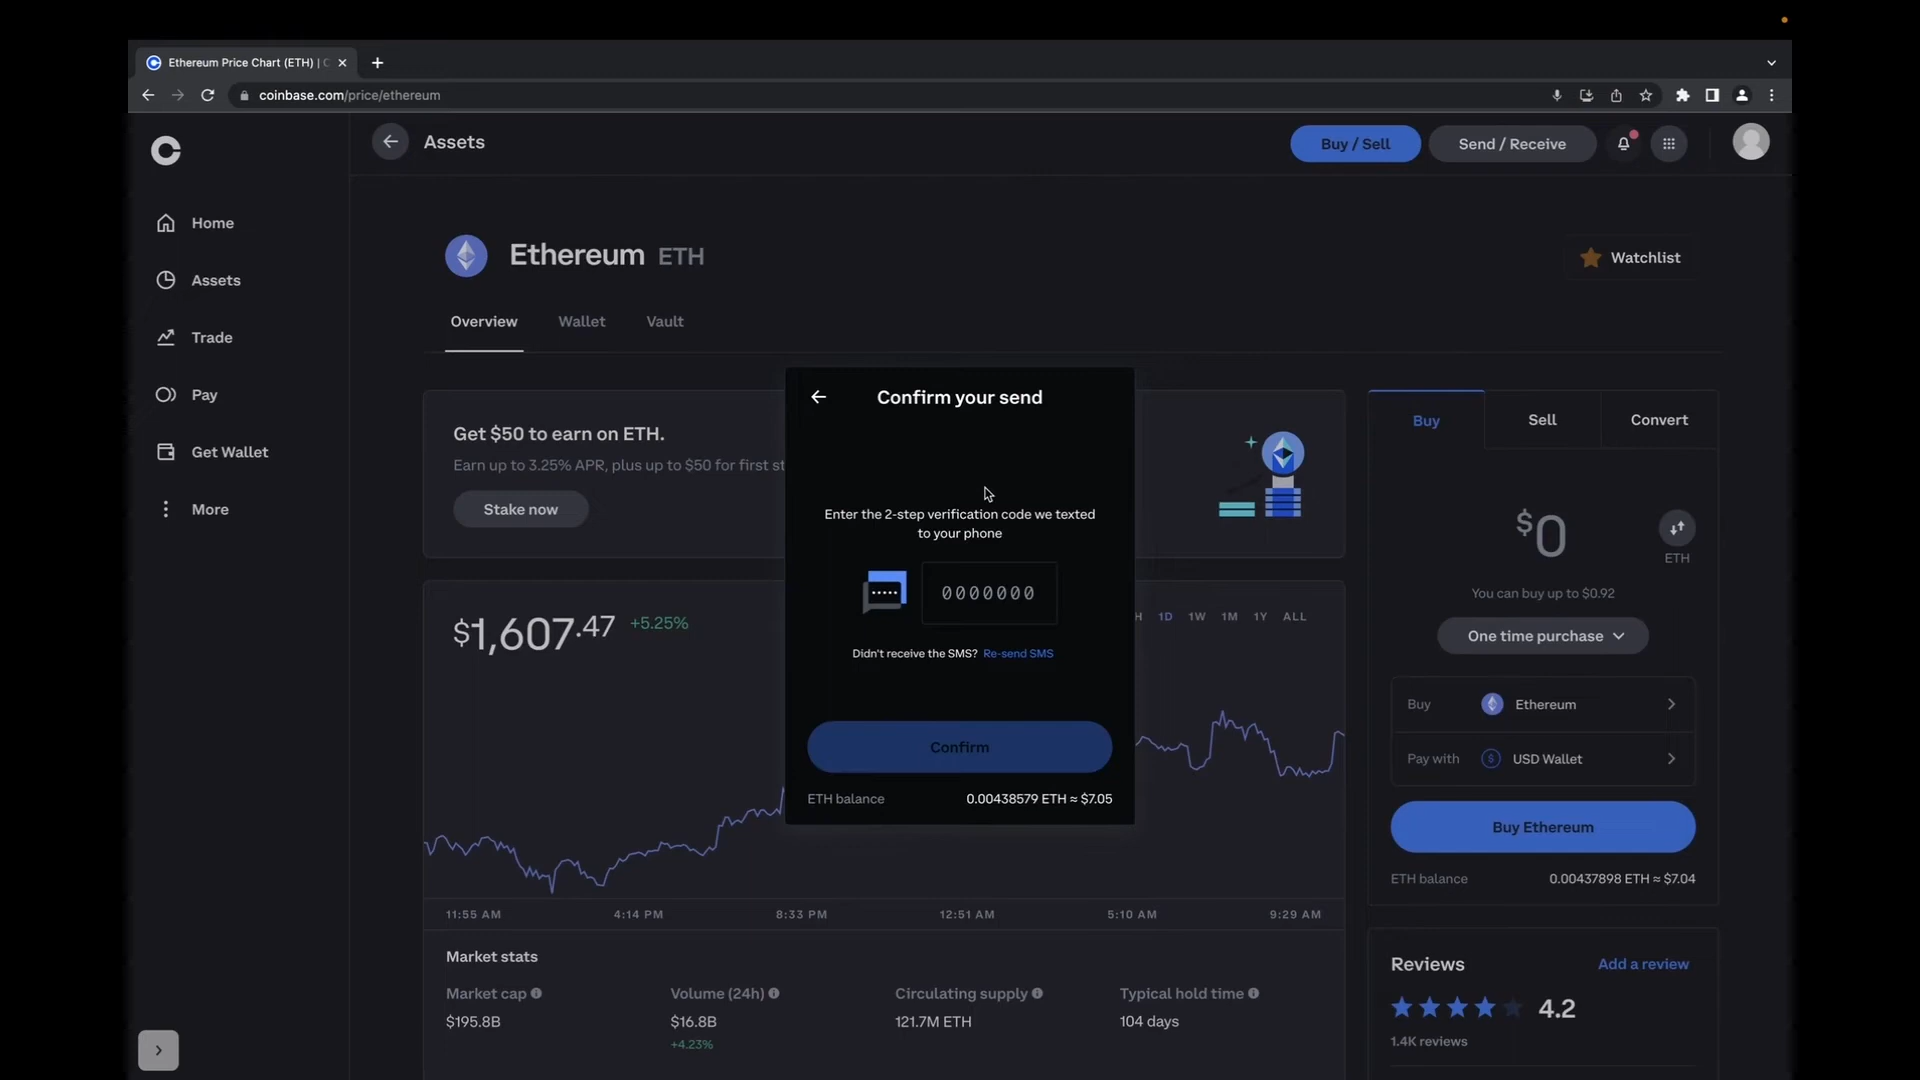 Ethereum Price Chart (ETH) | C
coinbase.com/price/ethereum
Assets
Buy / Sell
Send / Receive
Home
Assets
Trade
Pay
Get Wallet
More
Ethereum ETH
Watchlist
Overview
Wallet
Vault
Get $50 to earn on ETH.
Earn up to 3.25% APR, plus up to $50 for first st
Stake now
$1,607.47 +5.25%
H 1D 1W 1M 1Y ALL
11:55 AM 4:14 PM 8:33 PM 12:51 AM 5:10 AM 9:29 AM
Confirm your send
Enter the 2-step verification code we texted
to your phone
0000000
Didn't receive the SMS? Re-send SMS
Confirm
ETH balance 0.00438579 ETH ≈ $7.05
Buy
Sell
Convert
$0
ETH
You can buy up to $0.92
One time purchase
Buy Ethereum
Pay with USD Wallet
Buy Ethereum
ETH balance 0.00437898 ETH ≈ $7.04
Market stats
Market cap
$195.8B
Volume (24h)
$16.8B
+4.23%
Circulating supply
121.7M ETH
Typical hold time
104 days
Reviews
Add a review
4.2
1.4K reviews